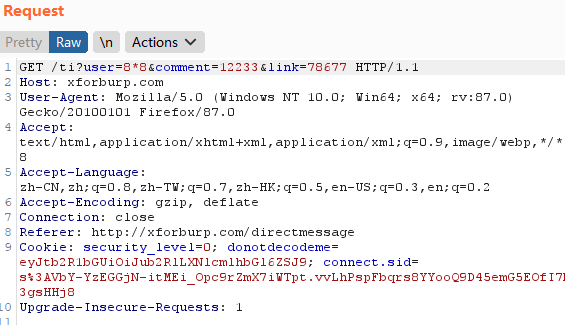 Request
Pretty Raw \n Actions
1 GET /ti?user=8*8&comment=12233&link=78677 HTTP/1.1
2 Host: xforburp.com
3 User-Agent: Mozilla/5.0 (Windows NT 10.0; Win64; x64; rv:87.0)
Gecko/20100101 Firefox/87.0
4 Accept:
text/html,application/xhtml+xml,application/xml;q=0.9,image/webp,*/*
8
5 Accept-Language:
zh-CN,zh;q=0.8,zh-TW;q=0.7,zh-HK;q=0.5,en-US;q=0.3,en;q=0.2
6 Accept-Encoding: gzip, deflate
7 Connection: close
8 Referer: http://xforburp.com/directmessage
9 Cookie: security_level=0; donotdecodeme=
eyJtb2R1bGUiOiJub2R1LXNlcmlhbGl6ZSJ9; connect.sid=
s%3AVbY-YzEGGjN-itMEi_Opc9rZmX7iWTpt.vvLhPspFbqrs8YYooQ9D45emG5EOfI7
3gsHHj8
10 Upgrade-Insecure-Requests: 1
11